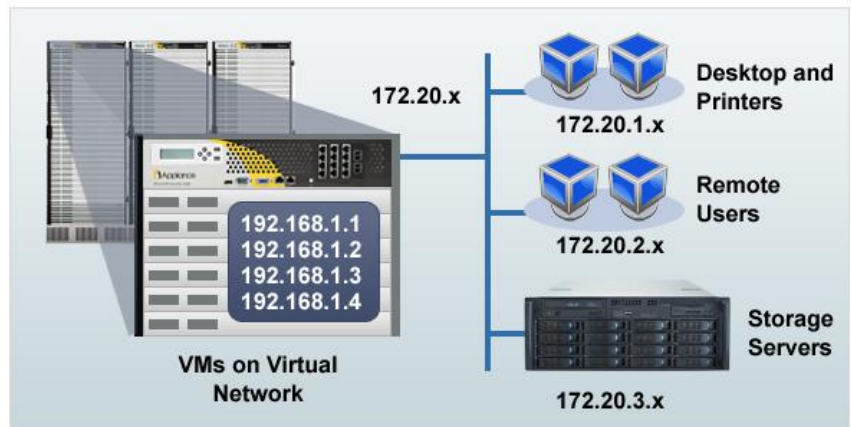 172.20.x
Desktop and
Printers
172.20.1.x
Appliance
192.168.1.1
192.168.1.2
192.168.1.3
192.168.1.4
Remote
Users
172.20.2.x
VMs on Virtual
Network
Storage
Servers
172.20.3.x